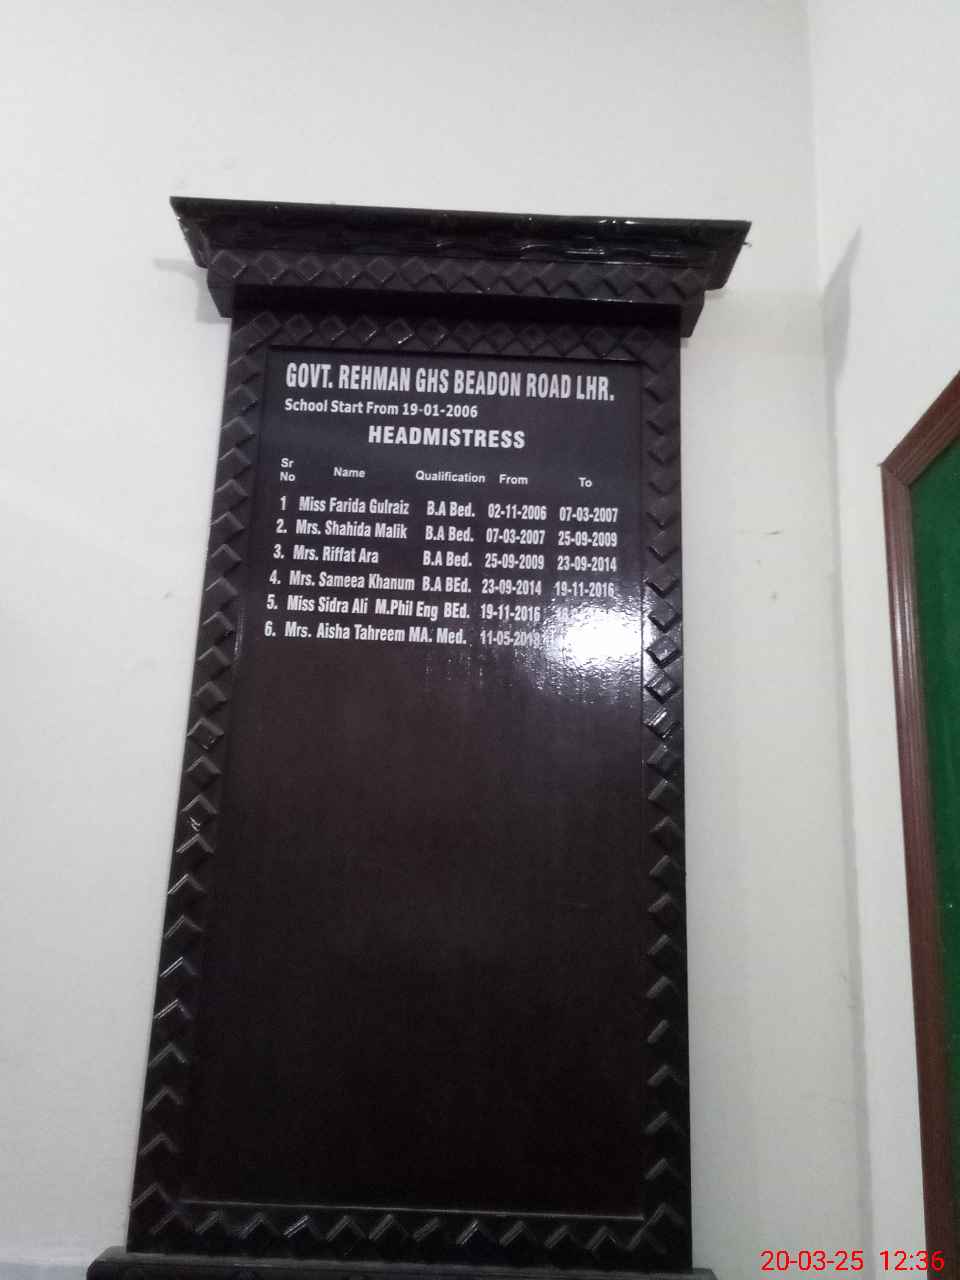 GOVT. REHMAN GHS BEADON ROAD LHR.
School Start From 19-01-2006
HEADMISTRESS
Sr No Name Qualification From To
1 Miss Farida Gulraiz B.A Bed. 02-11-2006 07-03-2007
2. Mrs. Shahida Malik B.A Bed. 07-03-2007 25-09-2009
3. Mrs. Riffat Ara B.A Bed. 25-09-2009 23-09-2014
4. Mrs. Sameea Khanum B.A BEd. 23-09-2014 19-11-2016
5. Miss Sidra Ali M.Phil Eng BEd. 19-11-2016
6. Mrs. Aisha Tahreem MA. Med. 11-05-2018
20-03-25 12:36